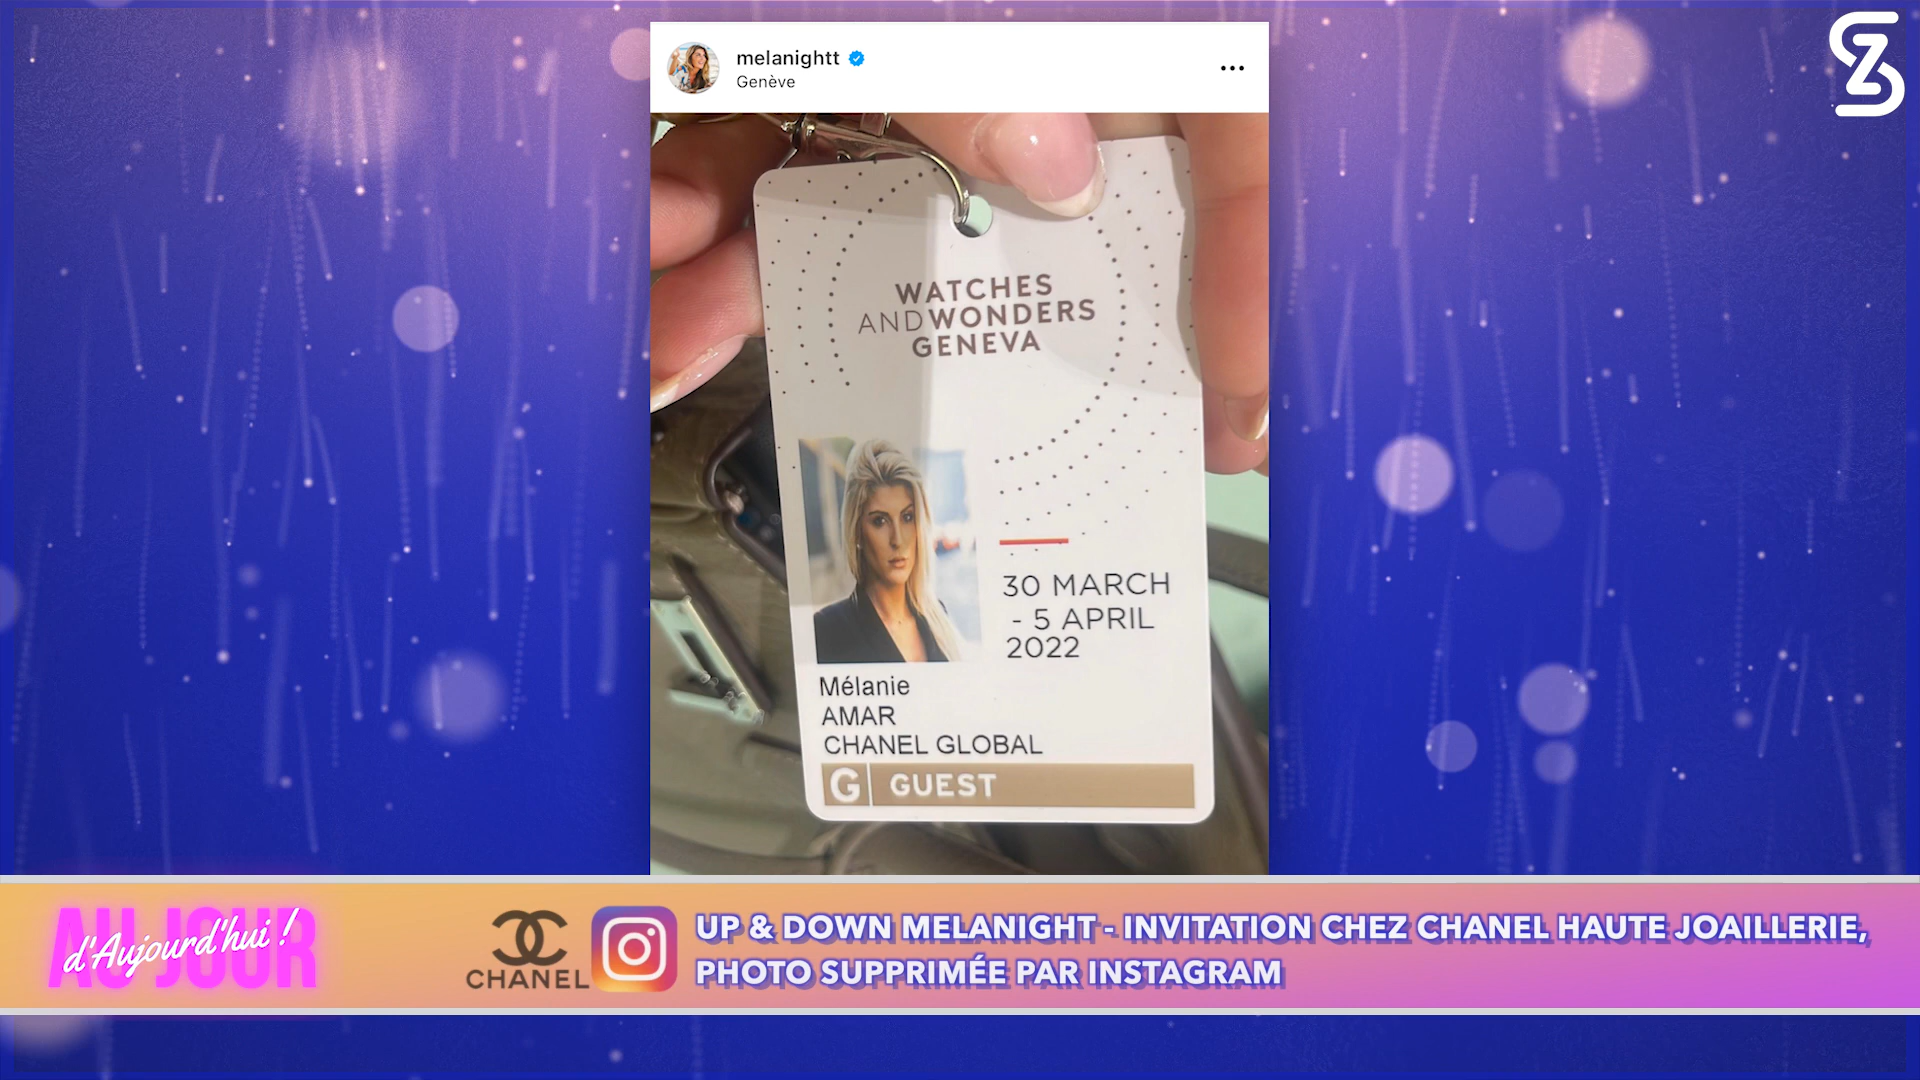 melanightt
Genève
WATCHES
AND WONDERS
GENEVA
30 MARCH
- 5 APRIL
2022
Mélanie
AMAR
CHANEL GLOBAL
G GUEST
AU JOUR
d'Aujourd'hui !
CHANEL
UP & DOWN MELANIGHT - INVITATION CHEZ CHANEL HAUTE JOAILLERIE,
PHOTO SUPPRIMÉE PAR INSTAGRAM